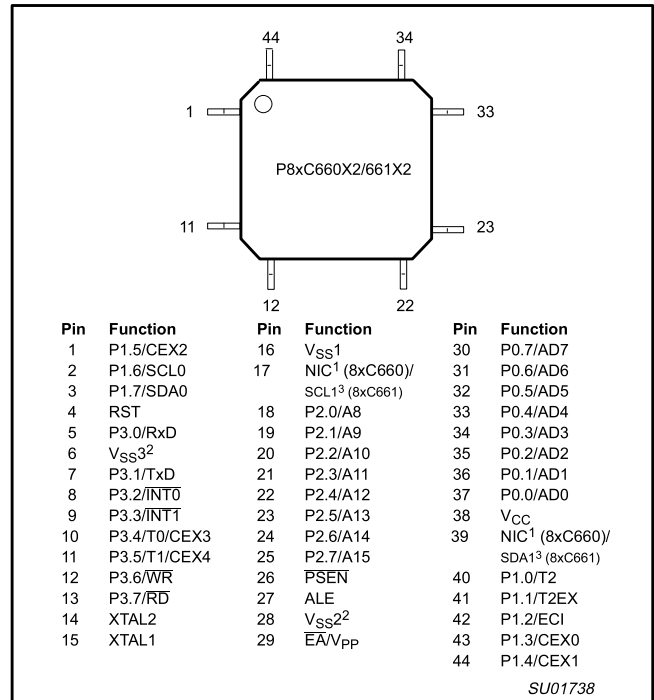 44 34
1 33
P8xC660X2/661X2
11 23
12 22
Pin Function
1 P1.5/CEX2
2 P1.6/SCL0
3 P1.7/SDA0
4 RST
5 P3.0/RxD
6 VSS3²
7 P3.1/TxD
8 P3.2/I̅N̅T̅0̅
9 P3.3/I̅N̅T̅1̅
10 P3.4/T0/CEX3
11 P3.5/T1/CEX4
12 P3.6/W̅R̅
13 P3.7/R̅D̅
14 XTAL2
15 XTAL1
Pin Function
16 VSS1
17 NIC¹ (8xC660)/
SCL1³ (8xC661)
18 P2.0/A8
19 P2.1/A9
20 P2.2/A10
21 P2.3/A11
22 P2.4/A12
23 P2.5/A13
24 P2.6/A14
25 P2.7/A15
26 P̅S̅E̅N̅
27 ALE
28 VSS2²
29 E̅A̅/VPP
Pin Function
30 P0.7/AD7
31 P0.6/AD6
32 P0.5/AD5
33 P0.4/AD4
34 P0.3/AD3
35 P0.2/AD2
36 P0.1/AD1
37 P0.0/AD0
38 VCC
39 NIC¹ (8xC660)/
SDA1³ (8xC661)
40 P1.0/T2
41 P1.1/T2EX
42 P1.2/ECI
43 P1.3/CEX0
44 P1.4/CEX1
SU01738